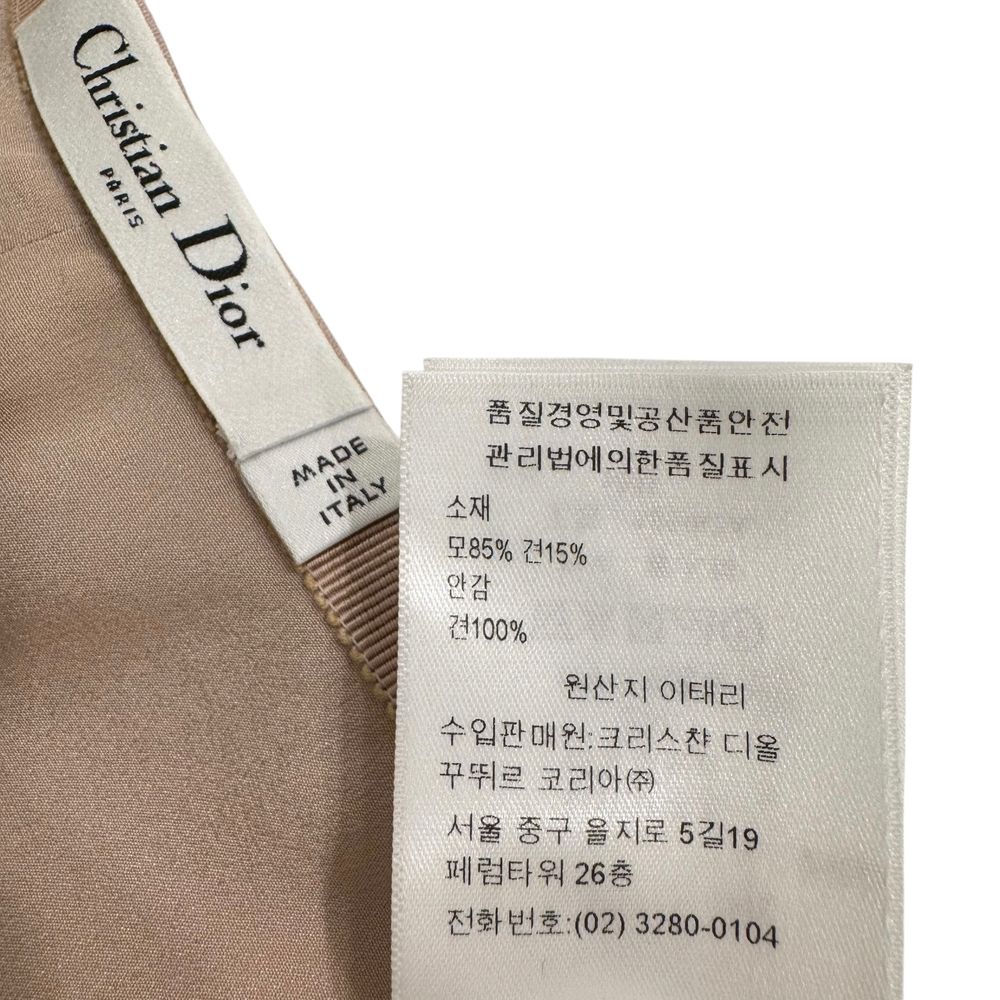 Christian Dior
PARIS
MADE
IN
ITALY
품질경영및공산품안전
관리법에의한품질표시
소재
모85% 견15%
안감
견100%
원산지 이태리
수입판매원:크리스챤 디올
꾸뛰르 코리아㈜
서울 중구 을지로 5길19
페럼타워 26층
전화번호:(02) 3280-0104